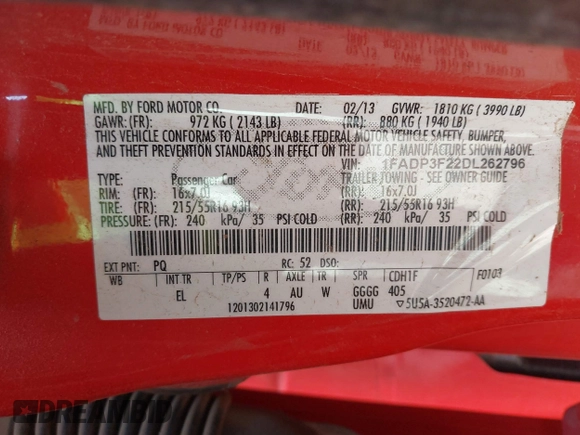 MFD. BY FORD MOTOR CO. DATE: 02/13 GVWR: 1810 KG ( 3990 LB)
GAWR: (FR): 972 KG ( 2143 LB) (RR): 880 KG ( 1940 LB)
THIS VEHICLE CONFORMS TO ALL APPLICABLE FEDERAL MOTOR VEHICLE SAFETY, BUMPER,
AND THEFT PREVENTION STANDARDS IN EFFECT ON THE DATE OF MANUFACTURE SHOWN ABOVE.
VIN: 1FADP3F22DL262796
TYPE: Passenger Car TRAILER TOWING - SEE OWNER GUIDE
RIM: (FR): 16x7.0J (RR): 16x7.0J
TIRE: (FR): 215/55R16 93H (RR): 215/55R16 93H
PRESSURE: (FR): 240 kPa/ 35 PSI COLD (RR): 240 kPa/ 35 PSI COLD
EXT PNT: PQ RC: 52 DSO:
WB INT TR TP/PS R AXLE TR SPR CDH1F F0103
EL 4 AU W GGGG 405
1201302141796 UMU ▽5U5A-3520472-AA
DREAMBID